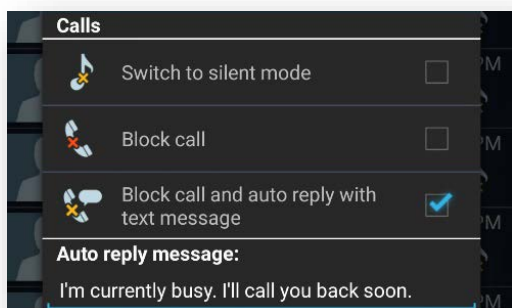 Calls
Switch to silent mode
Block call
Block call and auto reply with
text message
Auto reply message:
I'm currently busy. I'll call you back soon.